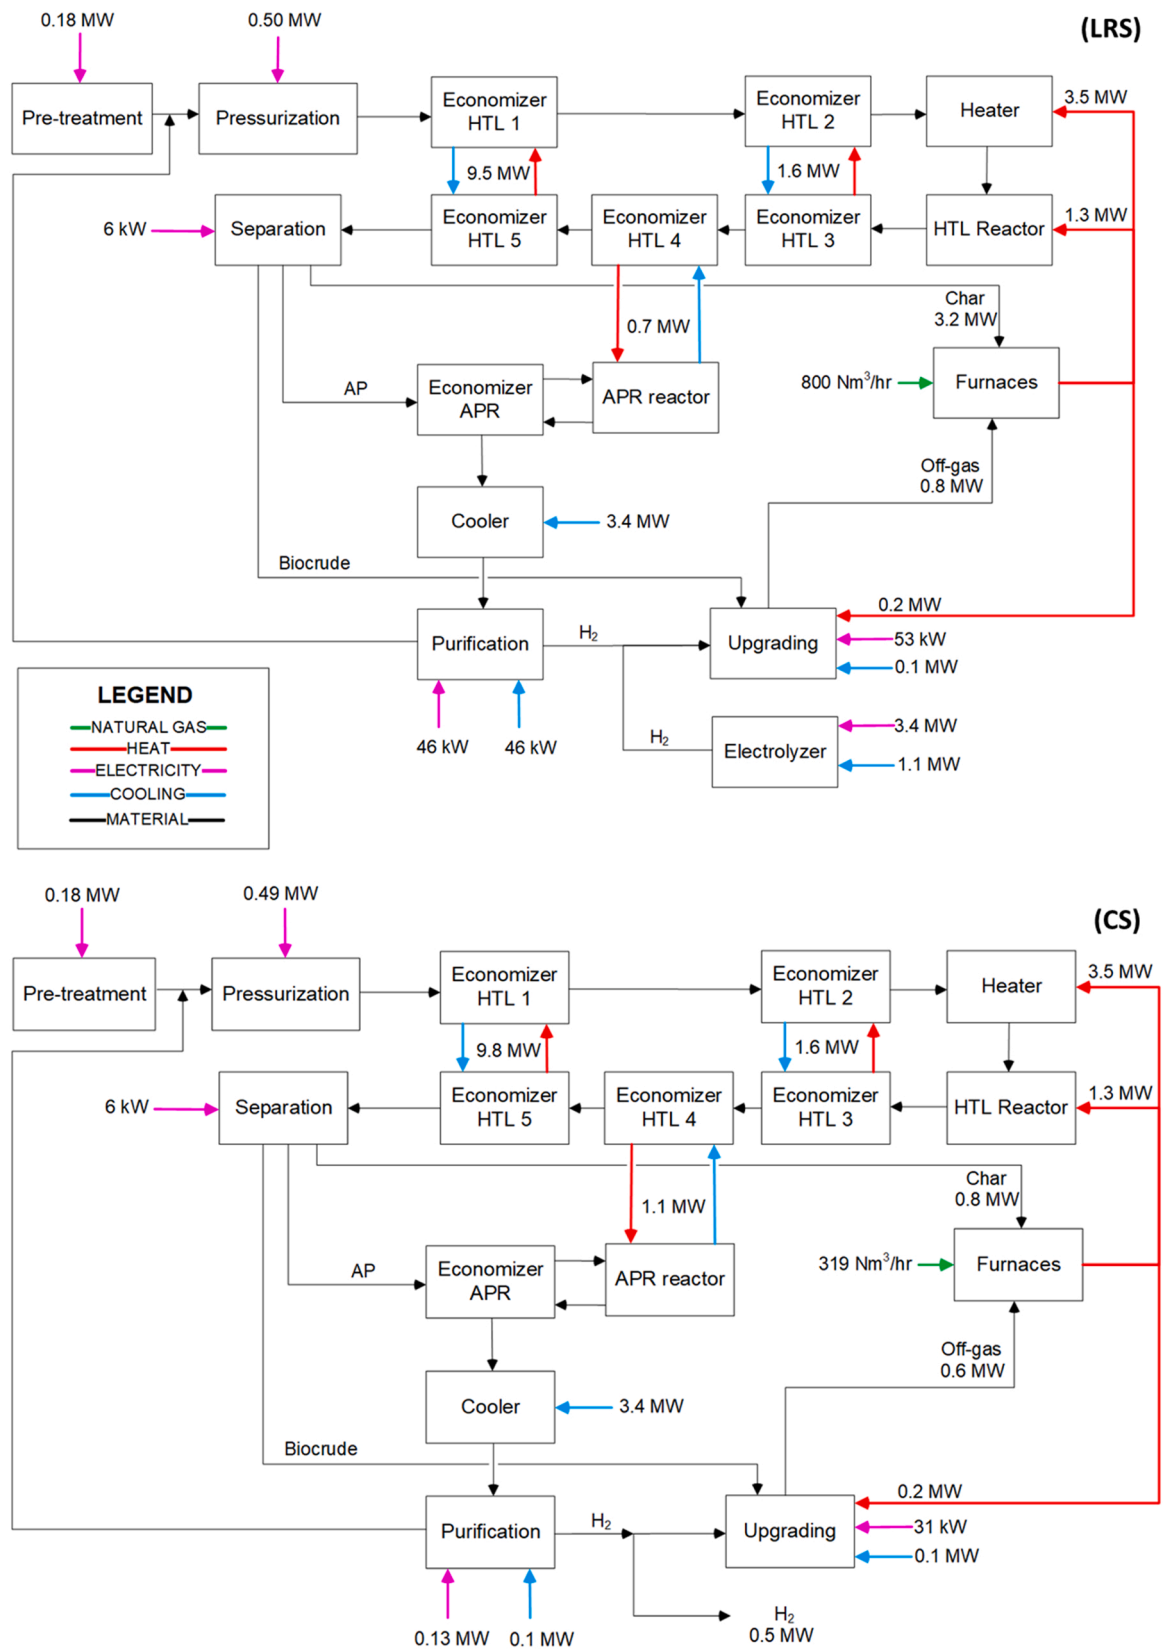 0.18 MW
0.50 MW
(LRS)
Pre-treatment
Pressurization
Economizer
HTL 1
Economizer
HTL 2
Heater
3.5 MW
9.5 MW
1.6 MW
6 kW
Separation
Economizer
HTL 5
Economizer
HTL 4
Economizer
HTL 3
HTL Reactor
1.3 MW
Char
3.2 MW
0.7 MW
AP
Economizer
APR
APR reactor
800 Nm³/hr
Furnaces
Off-gas
0.8 MW
Cooler
3.4 MW
Biocrude
0.2 MW
Purification
H₂
Upgrading
53 kW
0.1 MW
46 kW
46 kW
H₂
Electrolyzer
3.4 MW
1.1 MW
LEGEND
NATURAL GAS
HEAT
ELECTRICITY
COOLING
MATERIAL
0.18 MW
0.49 MW
(CS)
Pre-treatment
Pressurization
Economizer
HTL 1
Economizer
HTL 2
Heater
3.5 MW
9.8 MW
1.6 MW
6 kW
Separation
Economizer
HTL 5
Economizer
HTL 4
Economizer
HTL 3
HTL Reactor
1.3 MW
Char
0.8 MW
1.1 MW
AP
Economizer
APR
APR reactor
319 Nm³/hr
Furnaces
Off-gas
0.6 MW
Cooler
3.4 MW
Biocrude
0.2 MW
Purification
H₂
Upgrading
31 kW
0.1 MW
0.13 MW
0.1 MW
H₂
0.5 MW